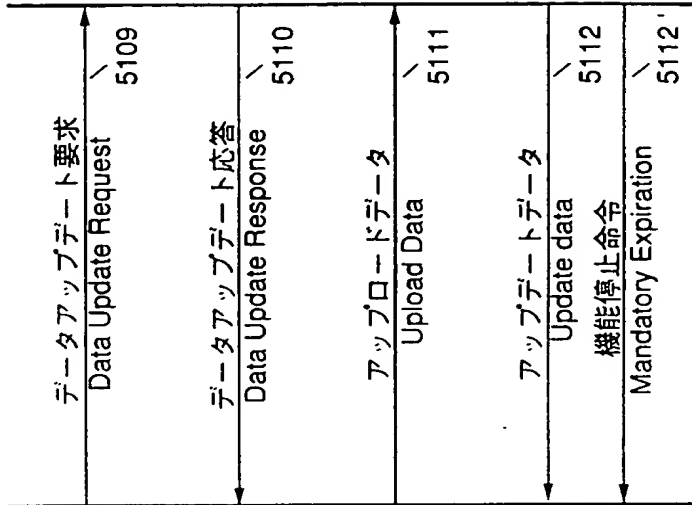 データアップデート要求
Data Update Request
5109
データアップデート応答
Data Update Response
5110
アップロードデータ
Upload Data
5111
アップデートデータ
Update data
5112
機能停止命令
Mandatory Expiration
5112'